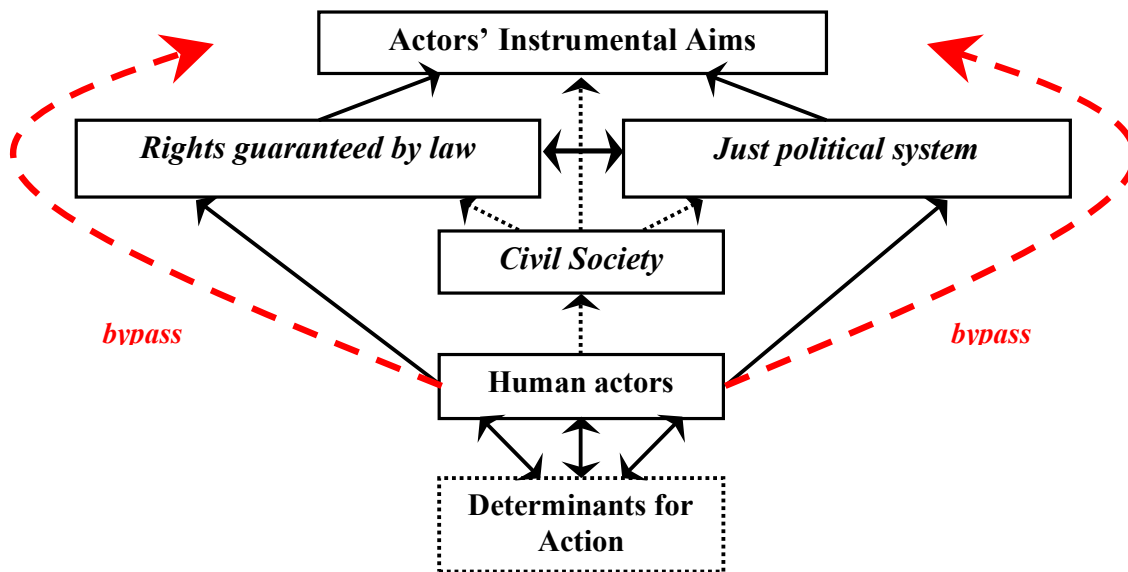 Actors’ Instrumental Aims
Rights guaranteed by law
Just political system
Civil Society
bypass
bypass
Human actors
Determinants for
Action